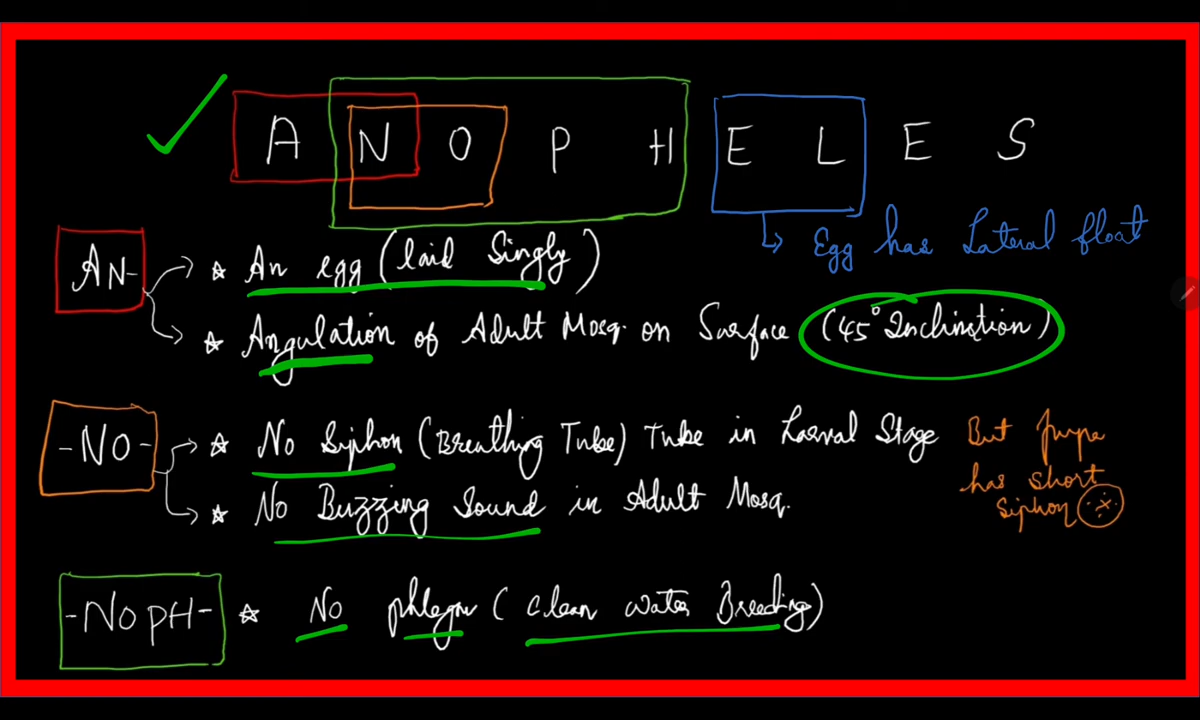 ANOPHELES
Egg has Lateral float
AN- * An egg (laid Singly)
* Angulation of Adult Mosq. on Surface (45° Inclination)
-NO- * No Siphon (Breathing Tube) Tube in Larval Stage
But pupa
has short
Siphon
* No Buzzing Sound in Adult Mosq.
-NOPH- * No phlegm (Clean water Breeding)